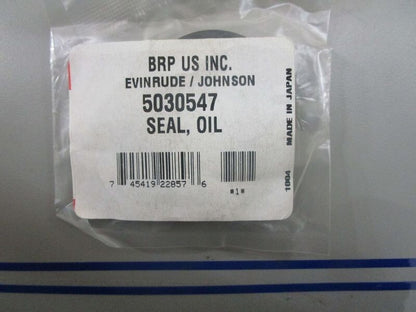 BRP US INC.
EVINRUDE / JOHNSON
5030547
SEAL, OIL
7 45419 22857 6
*1*
1004 MADE IN JAPAN